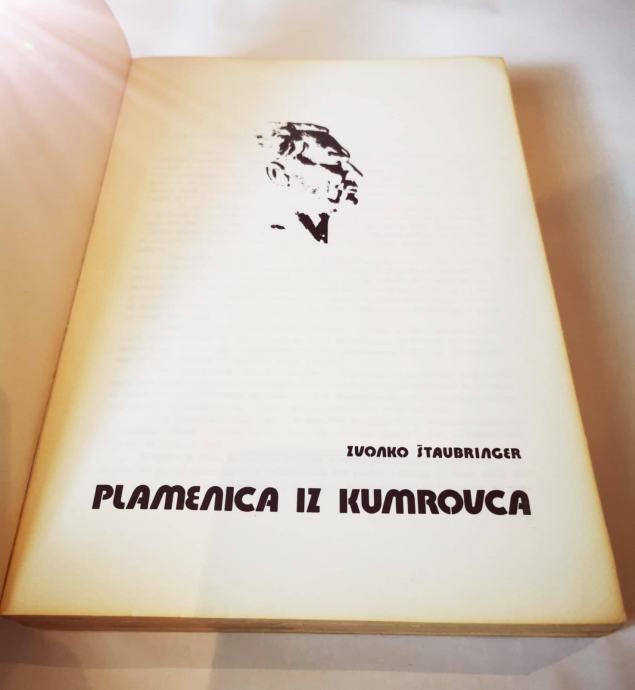 ZVONKO ŠTAUBRINGER
PLAMENICA IZ KUMROVCA